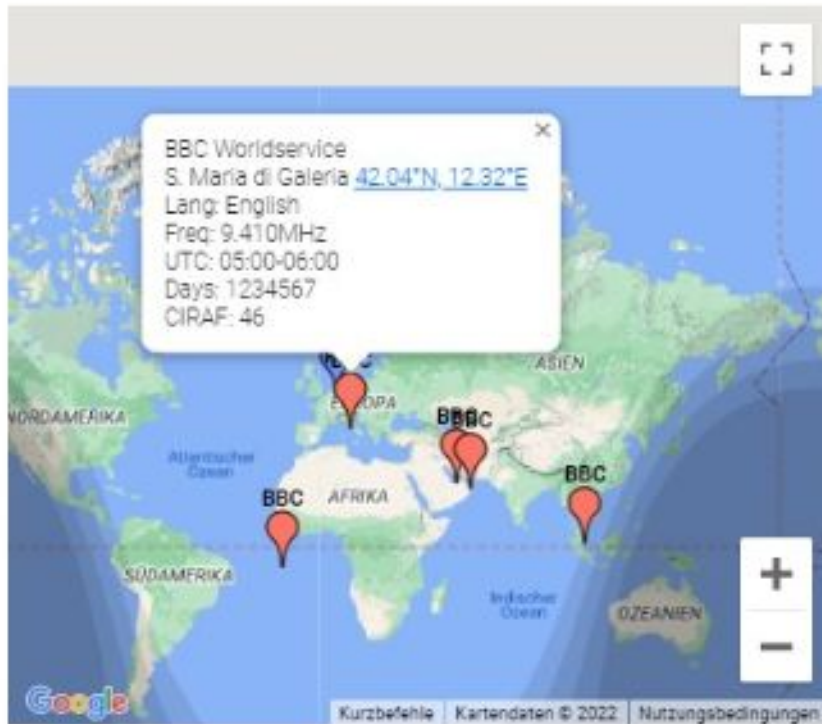 BBC Worldservice
S. Maria di Galeria 42.04°N, 12.32°E
Lang: English
Freq: 9.410MHz
UTC: 05:00-06:00
Days: 1234567
CIRAF: 46
ASIEN
NORDAMERIKA
Atlantischer
Ozean
BBC
BBC
AFRIKA
BBC
BBC
SÜDAMERIKA
Indischer
Ozean
OZEANIEN
Google
Kurzbefehle
Kartendaten © 2022
Nutzungsbedingungen